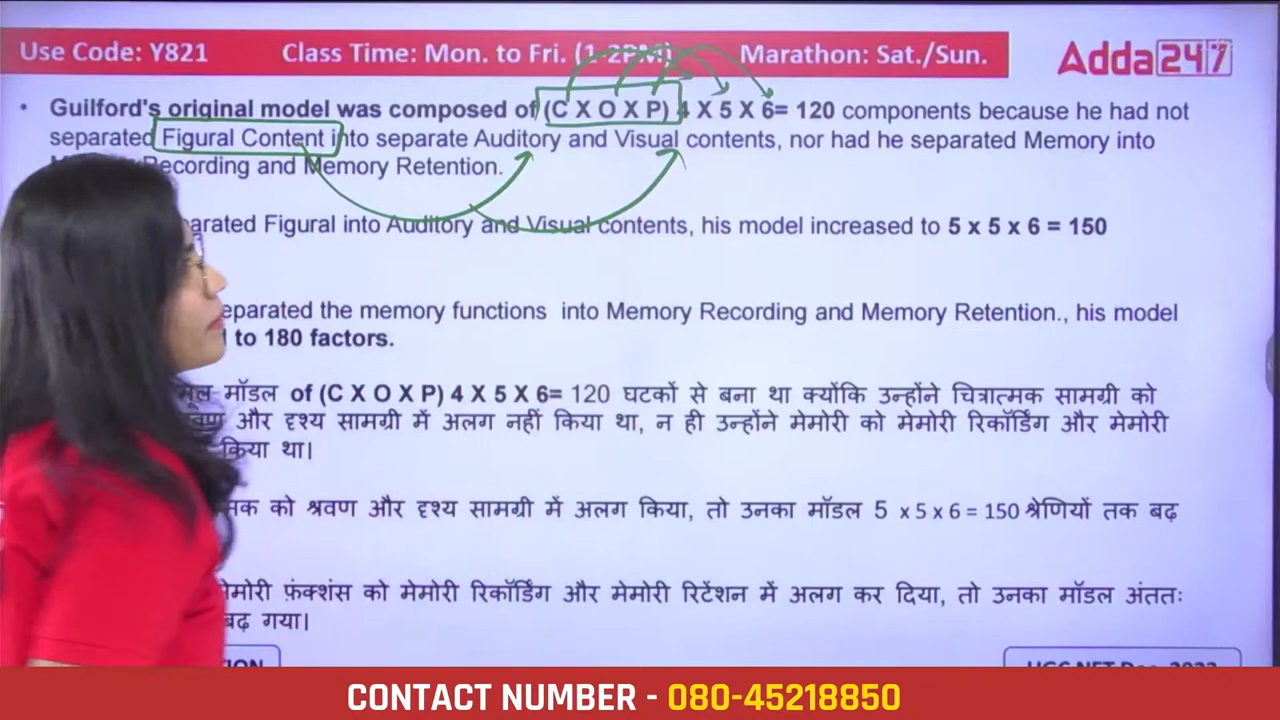 Use Code: Y821 Class Time: Mon. to Fri. (1-2PM) Marathon: Sat./Sun. Adda247
• Guilford's original model was composed of (C X O X P) 4 X 5 X 6= 120 components because he had not
separated Figural Content into separate Auditory and Visual contents, nor had he separated Memory into
Recording and Memory Retention.
arated Figural into Auditory and Visual contents, his model increased to 5 x 5 x 6 = 150
eparated the memory functions into Memory Recording and Memory Retention., his model
to 180 factors.
मूल मॉडल of (C X O X P) 4 X 5 X 6= 120 घटकों से बना था क्योंकि उन्होंने चित्रात्मक सामग्री को
और दृश्य सामग्री में अलग नहीं किया था, न ही उन्होंने मेमोरी को मेमोरी रिकॉर्डिंग और मेमोरी
किया था।
को श्रवण और दृश्य सामग्री में अलग किया, तो उनका मॉडल 5 x 5 x 6 = 150 श्रेणियों तक बढ़
मेमोरी फ़ंक्शंस को मेमोरी रिकॉर्डिंग और मेमोरी रिटेंशन में अलग कर दिया, तो उनका मॉडल अंततः
बढ़ गया।
CONTACT NUMBER - 080-45218850